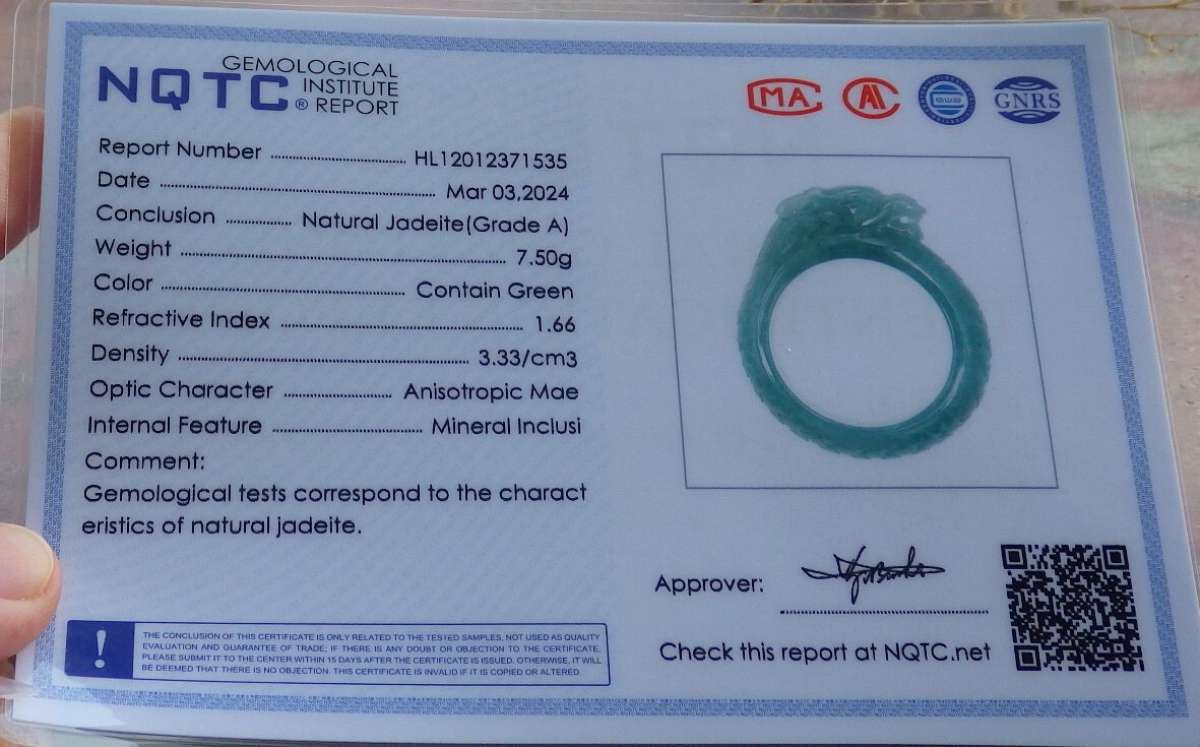 NQTC® GEMOLOGICAL INSTITUTE REPORT
MA
GNRS
Report Number HL12012371535
Date Mar 03,2024
Conclusion Natural Jadeite(Grade A)
Weight 7.50g
Color Contain Green
Refractive Index 1.66
Density 3.33/cm3
Optic Character Anisotropic Mae
Internal Feature Mineral Inclusi
Comment:
Gemological tests correspond to the charact
eristics of natural jadeite.
Approver:
Check this report at NQTC.net
!
THE CONCLUSION OF THIS CERTIFICATE IS ONLY RELATED TO THE TESTED SAMPLES, NOT USED AS QUALITY
EVALUATION AND GUARANTEE OF TRADE; IF THERE IS ANY DOUBT OR OBJECTION TO THE CERTIFICATE,
PLEASE SUBMIT IT TO THE CENTER WITHIN 15 DAYS AFTER THE CERTIFICATE IS ISSUED. OTHERWISE, IT WILL
BE DEEMED THAT THERE IS NO OBJECTION. THIS CERTIFICATE IS INVALID IF IT IS COPIED OR ALTERED.